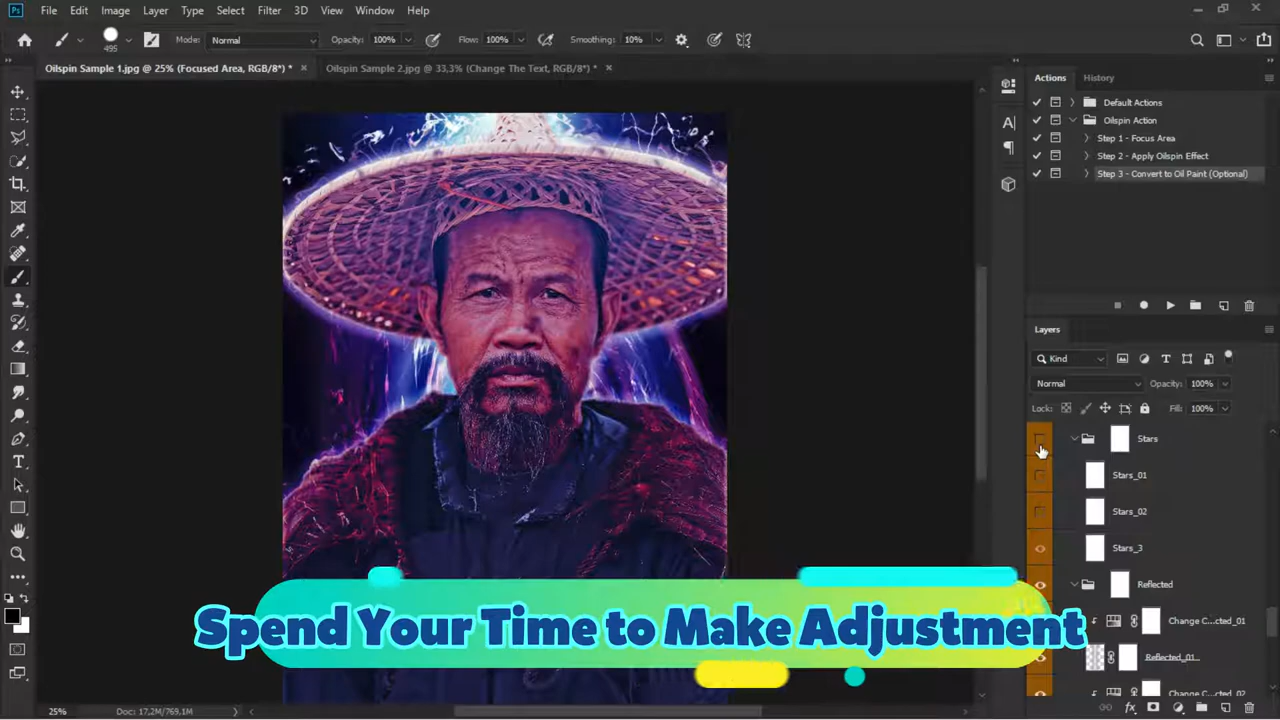 Ps File Edit Image Layer Type Select Filter 3D View Window Help
495 Mode: Normal Opacity: 100% Flow: 100% Smoothing: 10%
Oilspin Sample 1.jpg @ 25% (Focused Area, RGB/8*) * × Oilspin Sample 2.jpg @ 33,3% (Change The Text, RGB/8*) * ×
Actions History
Default Actions
Oilspin Action
Step 1 - Focus Area
Step 2 - Apply Oilspin Effect
Step 3 - Convert to Oil Paint (Optional)
Layers
Kind
Normal Opacity: 100%
Lock: Fill: 100%
Stars
Stars_01
Stars_02
Stars_3
Reflected
Change C...cted_01
Reflected_01...
Change C...cted_02
Spend Your Time to Make Adjustment
25% Doc: 17,2M/769,1M